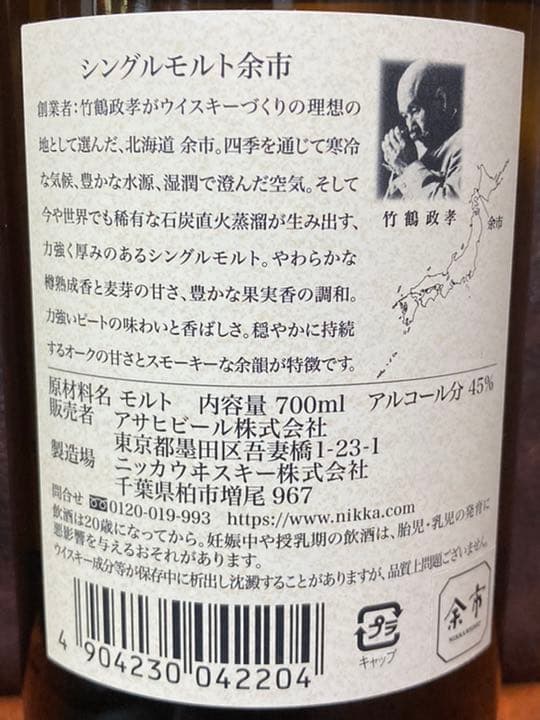 シングルモルト余市
創業者:竹鶴政孝がウイスキーづくりの理想の
地として選んだ、北海道 余市。四季を通じて寒冷
な気候、豊かな水源、湿潤で澄んだ空気。そして
今や世界でも稀有な石炭直火蒸溜が生み出す、
力強く厚みのあるシングルモルト。やわらかな
樽熟成香と麦芽の甘さ、豊かな果実香の調和。
力強いピートの味わいと香ばしさ。穏やかに持続
するオークの甘さとスモーキーな余韻が特徴です。
竹鶴政孝
余市
原材料名 モルト 内容量 700ml アルコール分 45%
販売者 アサヒビール株式会社
東京都墨田区吾妻橋1-23-1
製造場 ニッカウヰスキー株式会社
千葉県柏市増尾 967
問合せ 0120-019-993 https://www.nikka.com
飲酒は20歳になってから。妊娠中や授乳期の飲酒は、胎児・乳児の発育に
悪影響を与えるおそれがあります。
ウイスキー成分等が保存中に析出し沈澱することがありますが、品質上問題ございません。
4 904230 042204
プラ
キャップ
余市